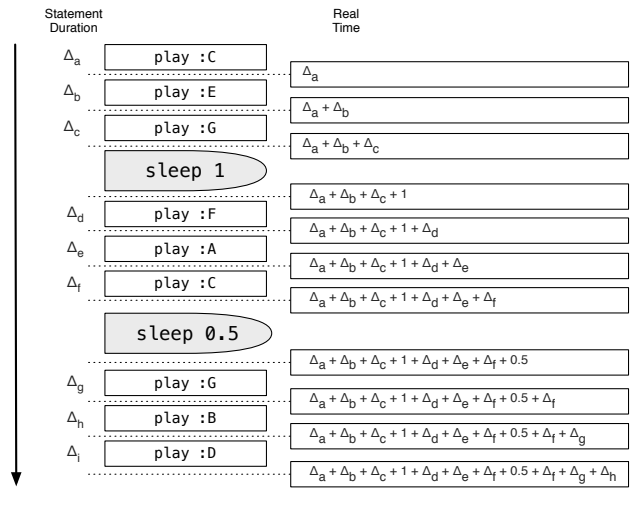 Statement Duration
Real Time
Δa
play :C
Δa
Δb
play :E
Δa + Δb
Δc
play :G
Δa + Δb + Δc
sleep 1
Δa + Δb + Δc + 1
Δd
play :F
Δa + Δb + Δc + 1 + Δd
Δe
play :A
Δa + Δb + Δc + 1 + Δd + Δe
Δf
play :C
Δa + Δb + Δc + 1 + Δd + Δe + Δf
sleep 0.5
Δa + Δb + Δc + 1 + Δd + Δe + Δf + 0.5
Δg
play :G
Δa + Δb + Δc + 1 + Δd + Δe + Δf + 0.5 + Δf
Δh
play :B
Δa + Δb + Δc + 1 + Δd + Δe + Δf + 0.5 + Δf + Δg
Δi
play :D
Δa + Δb + Δc + 1 + Δd + Δe + Δf + 0.5 + Δf + Δg + Δh